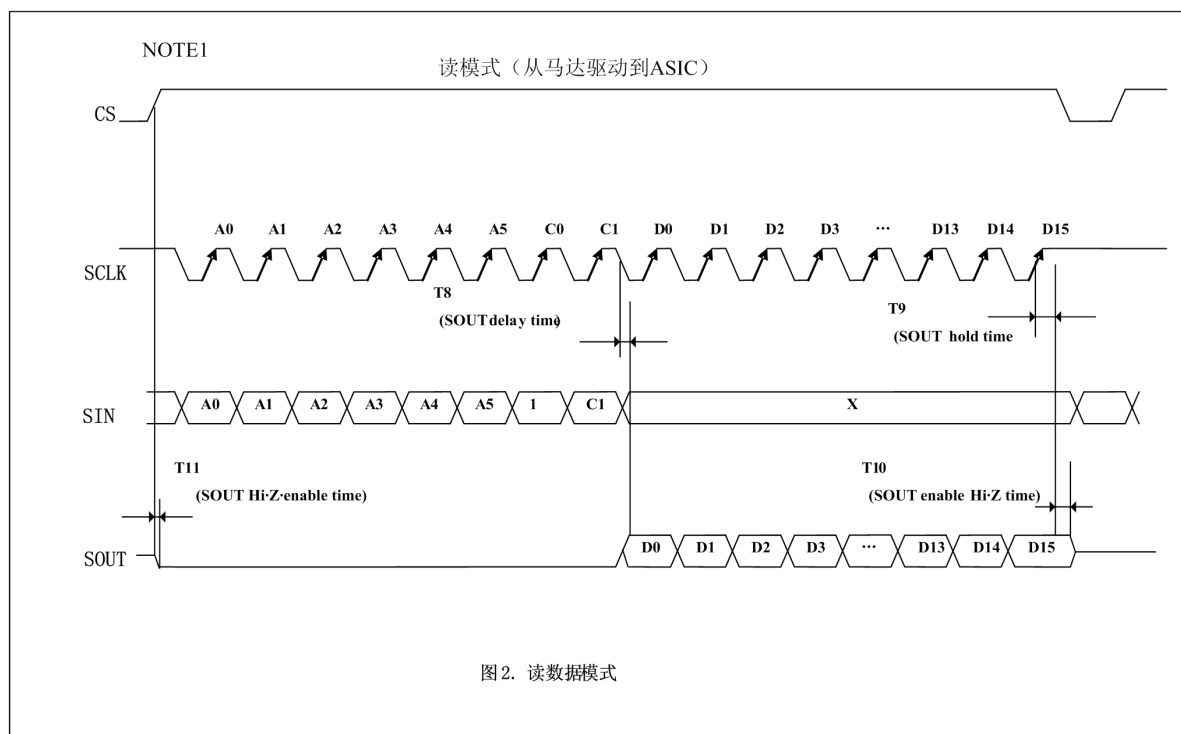 NOTE1
读模式（从马达驱动到ASIC）
CS
A0 A1 A2 A3 A4 A5 C0 C1 D0 D1 D2 D3 ··· D13 D14 D15
SCLK
T8
(SOUT delay time)
T9
(SOUT hold time
SIN
A0 A1 A2 A3 A4 A5 1 C1 X
T11
(SOUT Hi·Z·enable time)
T10
(SOUT enable Hi·Z time)
SOUT
D0 D1 D2 D3 ··· D13 D14 D15
图2. 读数据模式